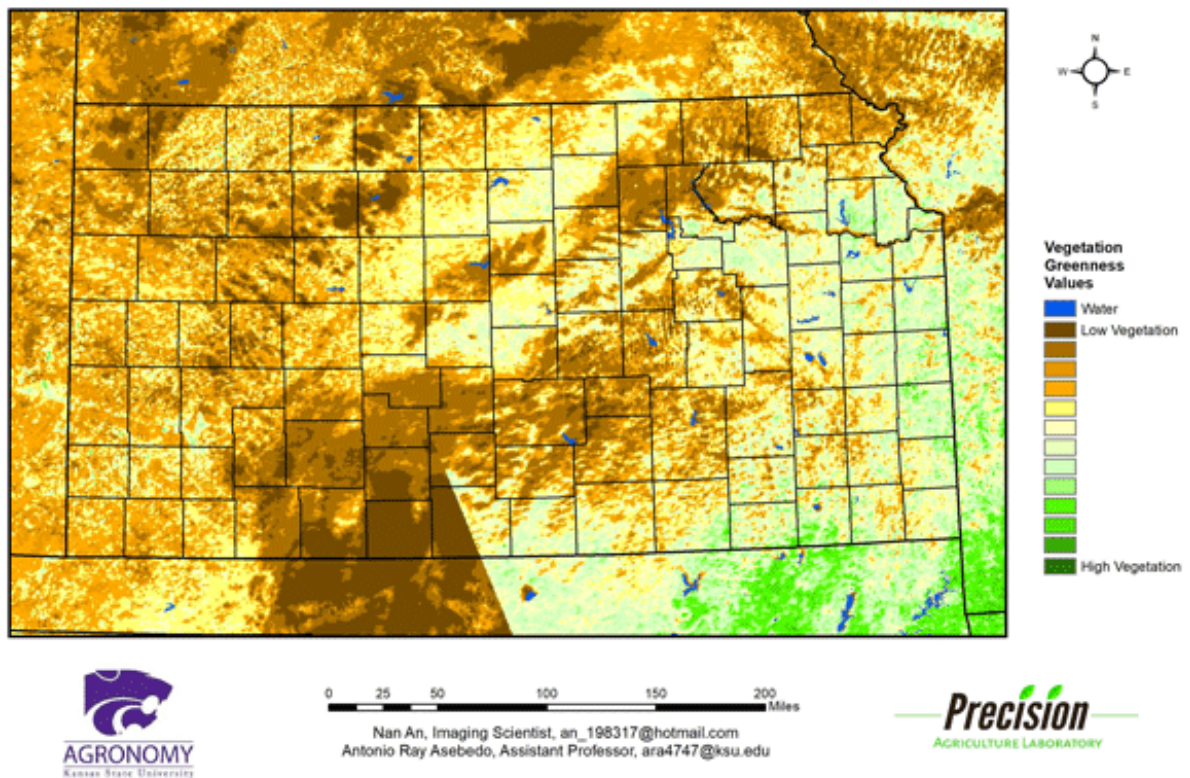 N
W
E
S
Vegetation
Greenness
Values
Water
Low Vegetation
High Vegetation
0 25 50 100 150 200
Miles
Nan An, Imaging Scientist, an_198317@hotmail.com
Antonio Ray Asebedo, Assistant Professor, ara4747@ksu.edu
AGRONOMY
Kansas State University
Precision
AGRICULTURE LABORATORY